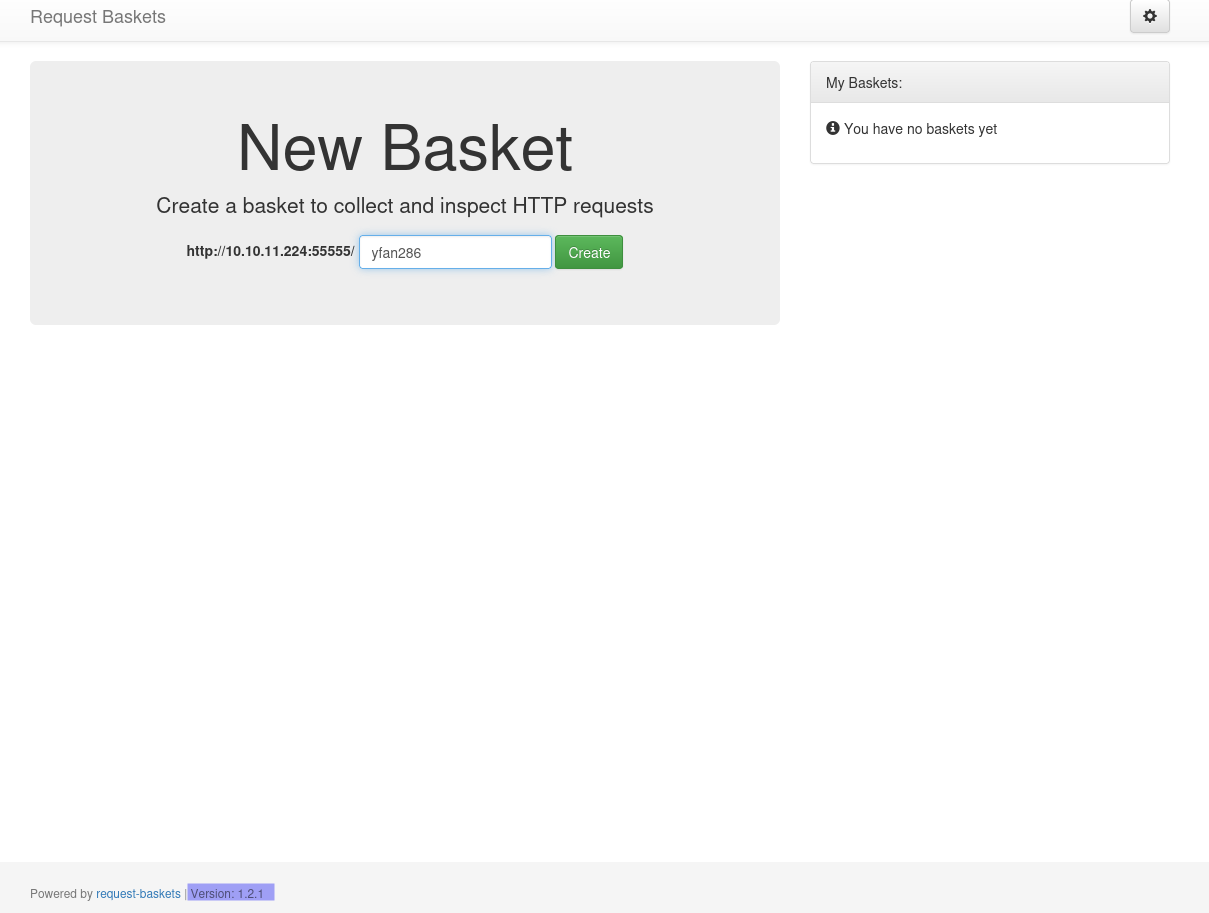 Request Baskets
New Basket
Create a basket to collect and inspect HTTP requests
http://10.10.11.224:55555/ yfan286 Create
My Baskets:
You have no baskets yet
Powered by request-baskets | Version: 1.2.1